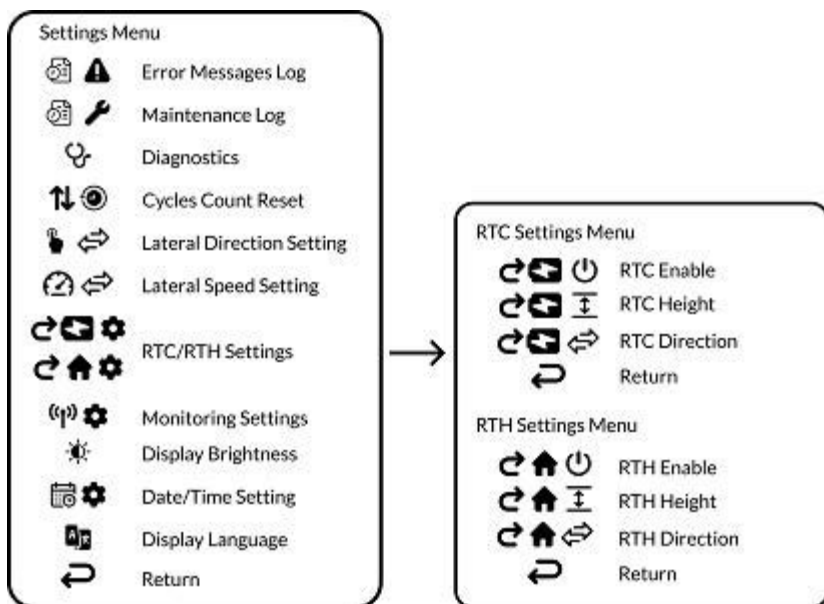 Settings Menu
Error Messages Log
Maintenance Log
Diagnostics
Cycles Count Reset
Lateral Direction Setting
Lateral Speed Setting
RTC/RTH Settings
Monitoring Settings
Display Brightness
Date/Time Setting
Display Language
Return
RTC Settings Menu
RTC Enable
RTC Height
RTC Direction
Return
RTH Settings Menu
RTH Enable
RTH Height
RTH Direction
Return